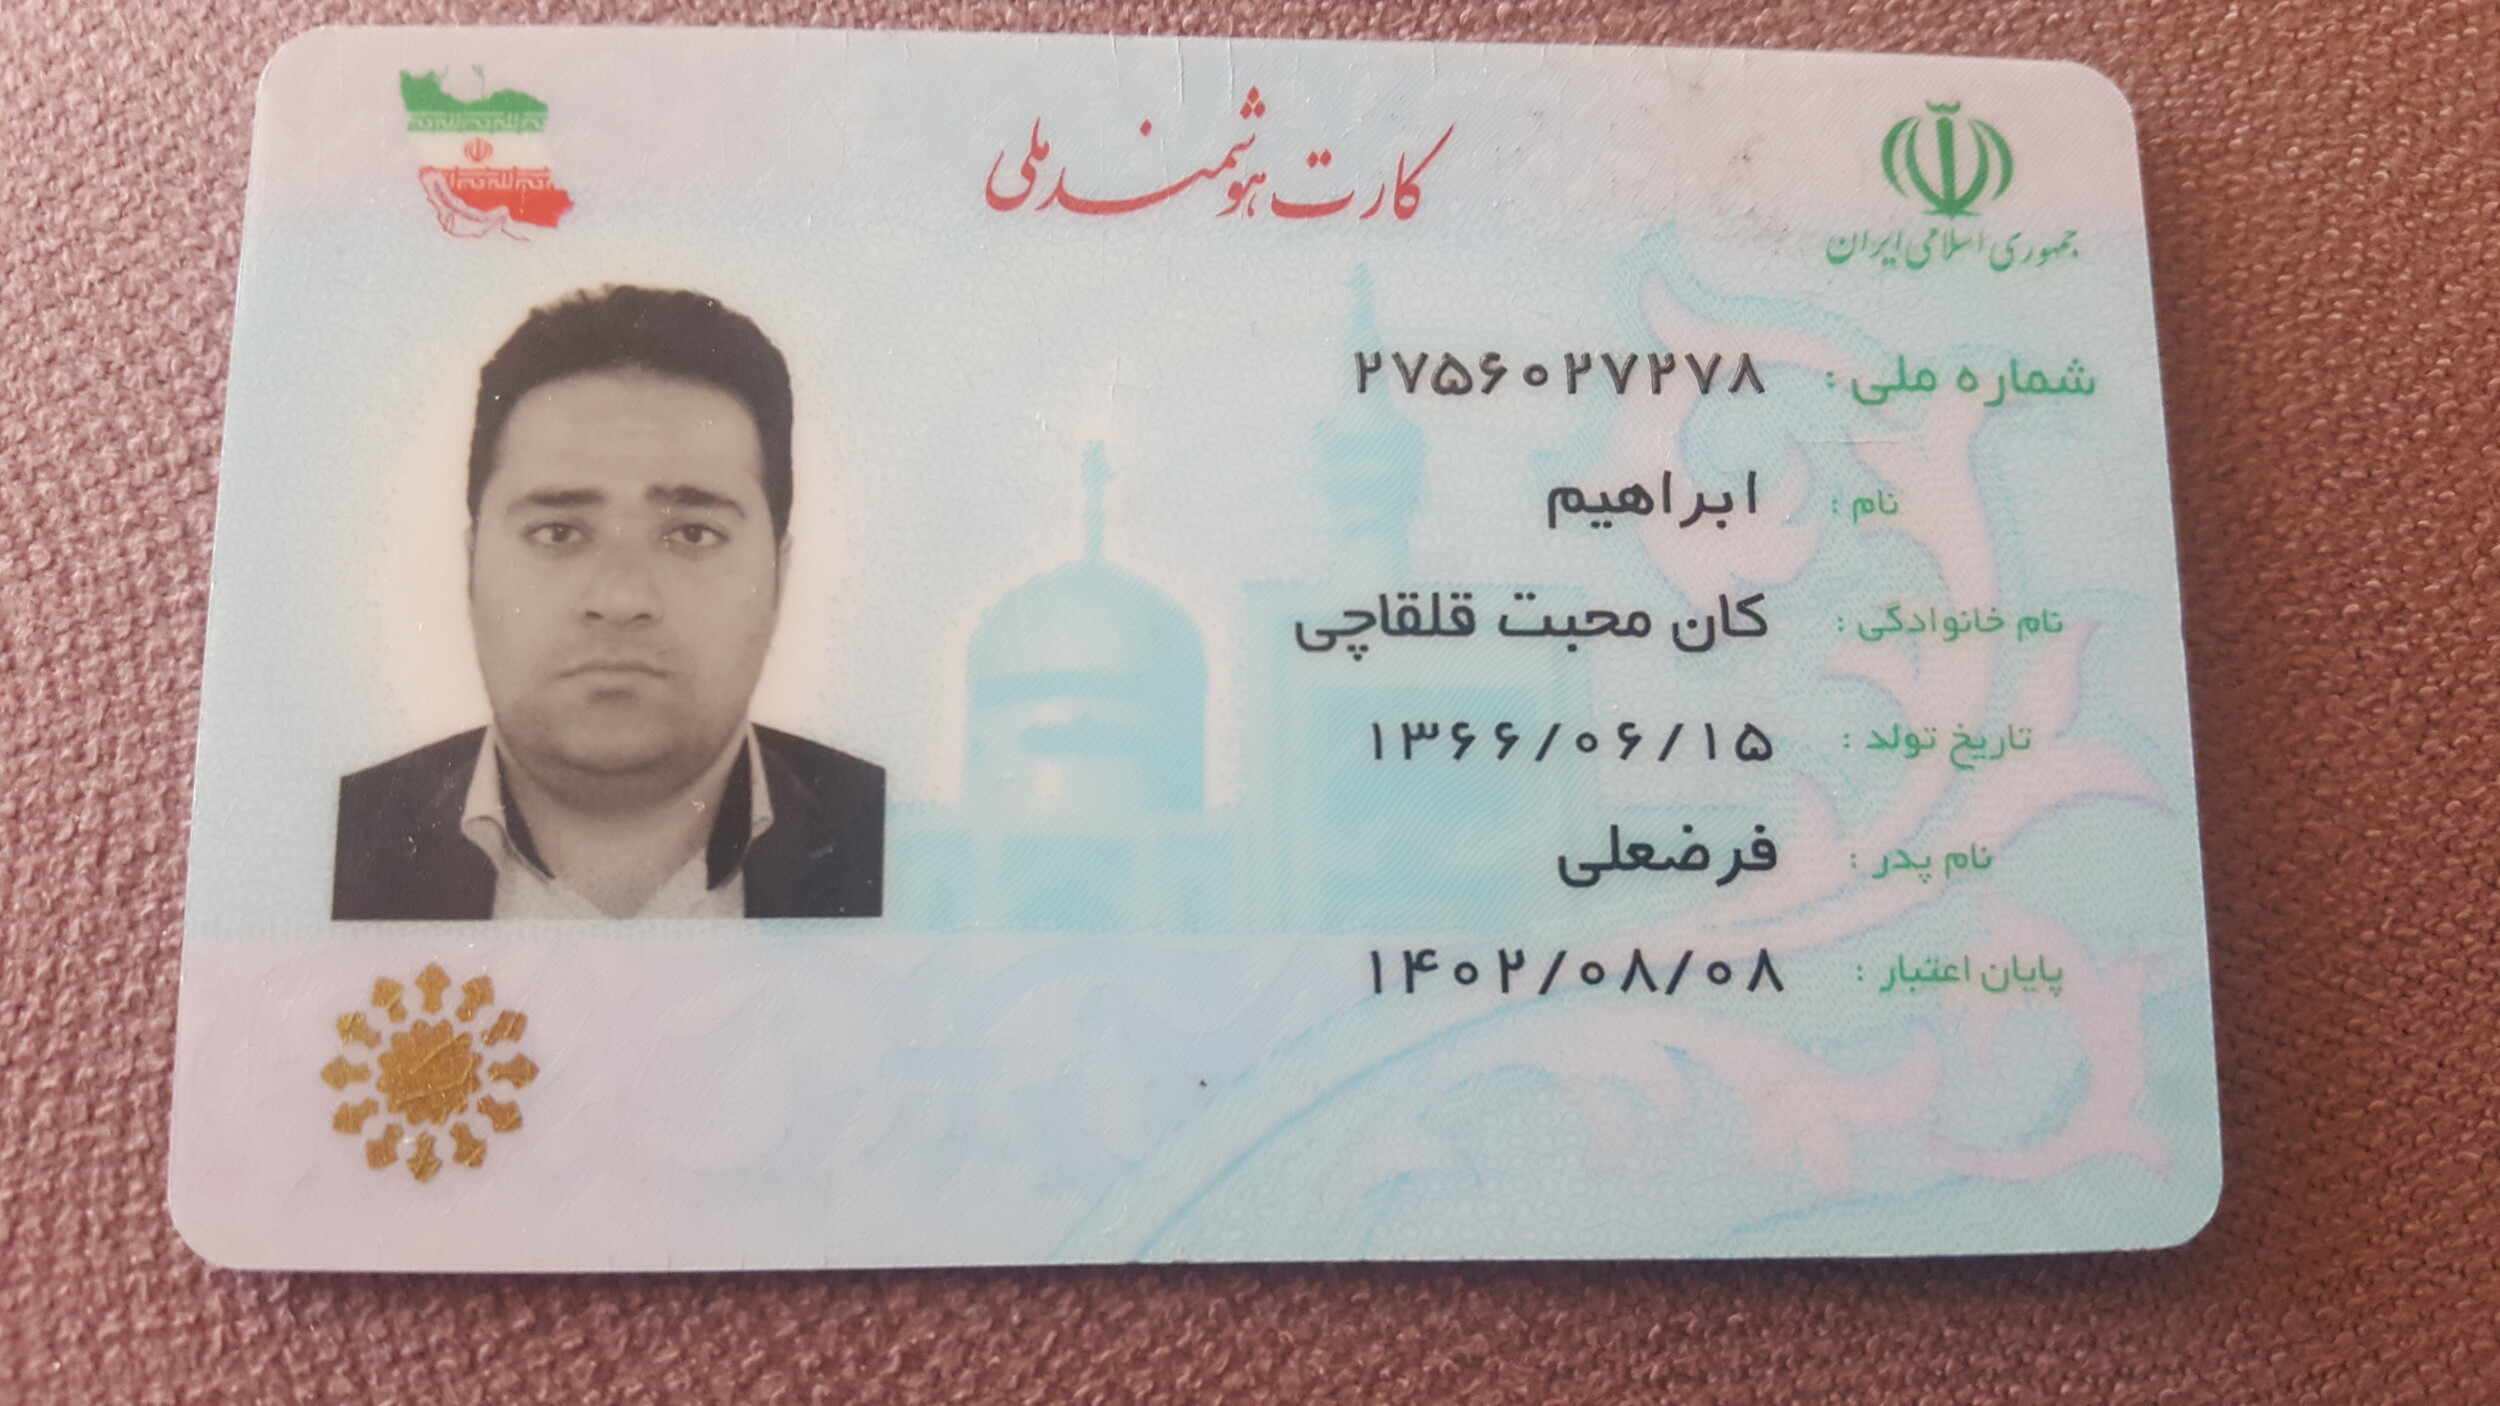 جمهوری اسلامی ایران
کارت هوشمند ملی
شماره ملی : ۲۷۵۶۰۲۷۲۷۸
نام : ابراهیم
نام خانوادگی : کان محبت قلقاچی
تاریخ تولد : ۱۳۶۶/۰۶/۱۵
نام پدر : فرضعلی
پایان اعتبار : ۱۴۰۲/۰۸/۰۸